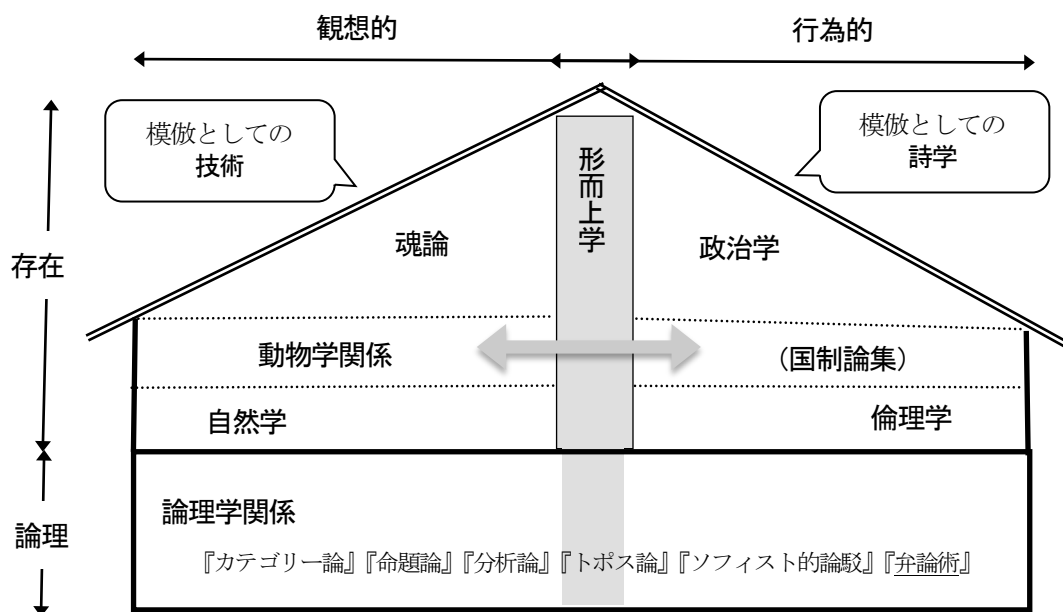 観想的
行為的
模倣としての
技術
模倣としての
詩学
形而上学
存在
魂論
政治学
動物学関係
（国制論集）
自然学
倫理学
論理
論理学関係
『カテゴリー論』『命題論』『分析論』『トポス論』『ソフィスト的論駁』『弁論術』